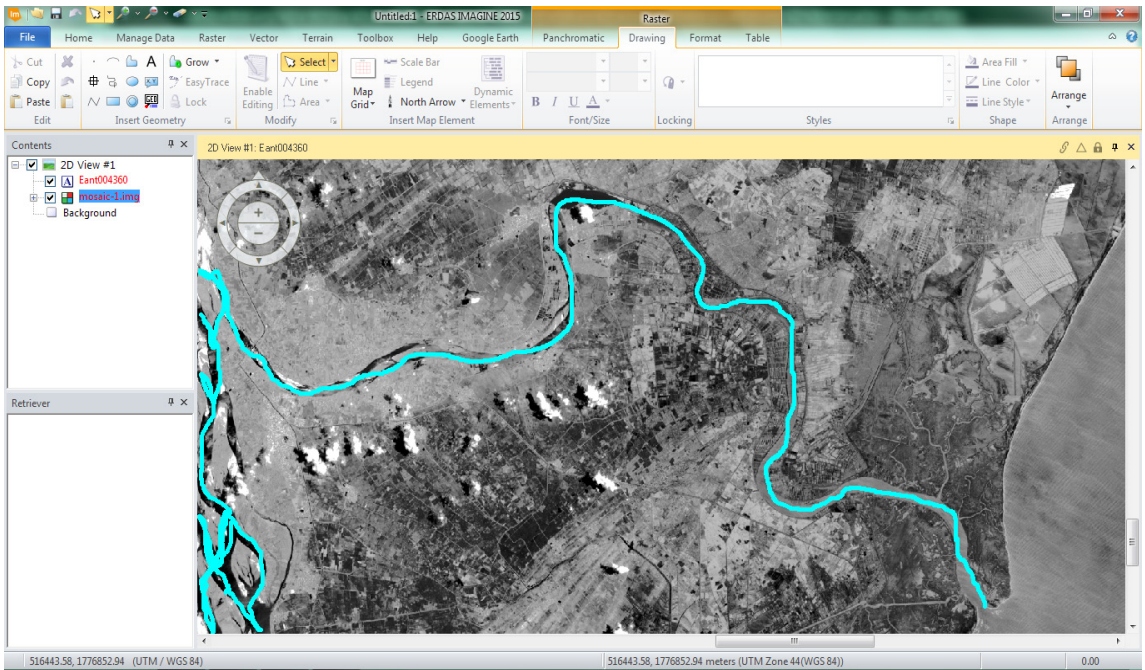 Untitled:1 - ERDAS IMAGINE 2015
Raster
File Home Manage Data Raster Vector Terrain Toolbox Help Google Earth Panchromatic Drawing Format Table
Cut
Copy
Paste
Edit
A
Grow
EasyTrace
Lock
Insert Geometry
Enable
Editing
Select
Line
Area
Modify
Map
Grid
Scale Bar
Legend
North Arrow
Dynamic
Elements
Insert Map Element
B I U A
Font/Size
Locking
Styles
Area Fill
Line Color
Line Style
Shape
Arrange
Arrange
Contents
2D View #1
Eant004360
mosaic-1.img
Background
Retriever
2D View #1: Eant004360
516443.58, 1776852.94 (UTM / WGS 84)
516443.58, 1776852.94 meters (UTM Zone 44(WGS 84))
0.00